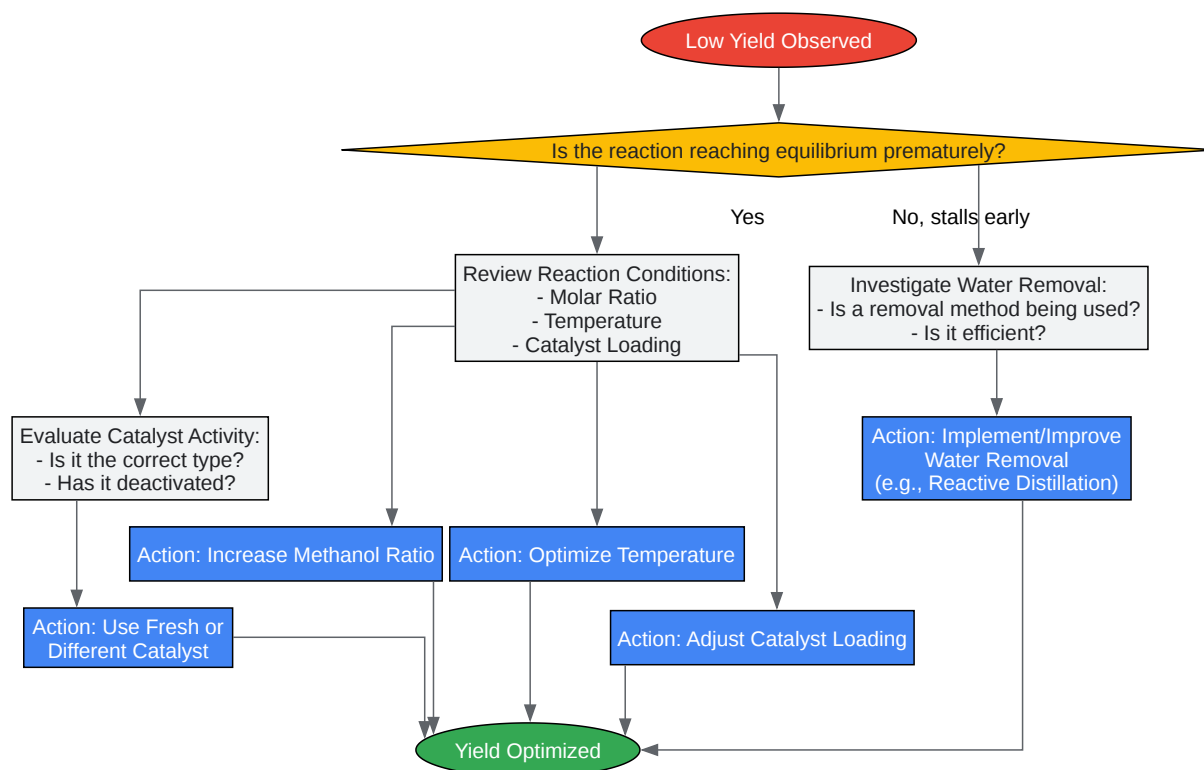 Low Yield Observed
Is the reaction reaching equilibrium prematurely?
Yes
No, stalls early
Review Reaction Conditions:
- Molar Ratio
- Temperature
- Catalyst Loading
Investigate Water Removal:
- Is a removal method being used?
- Is it efficient?
Evaluate Catalyst Activity:
- Is it the correct type?
- Has it deactivated?
Action: Implement/Improve
Water Removal
(e.g., Reactive Distillation)
Action: Increase Methanol Ratio
Action: Optimize Temperature
Action: Use Fresh or
Different Catalyst
Action: Adjust Catalyst Loading
Yield Optimized